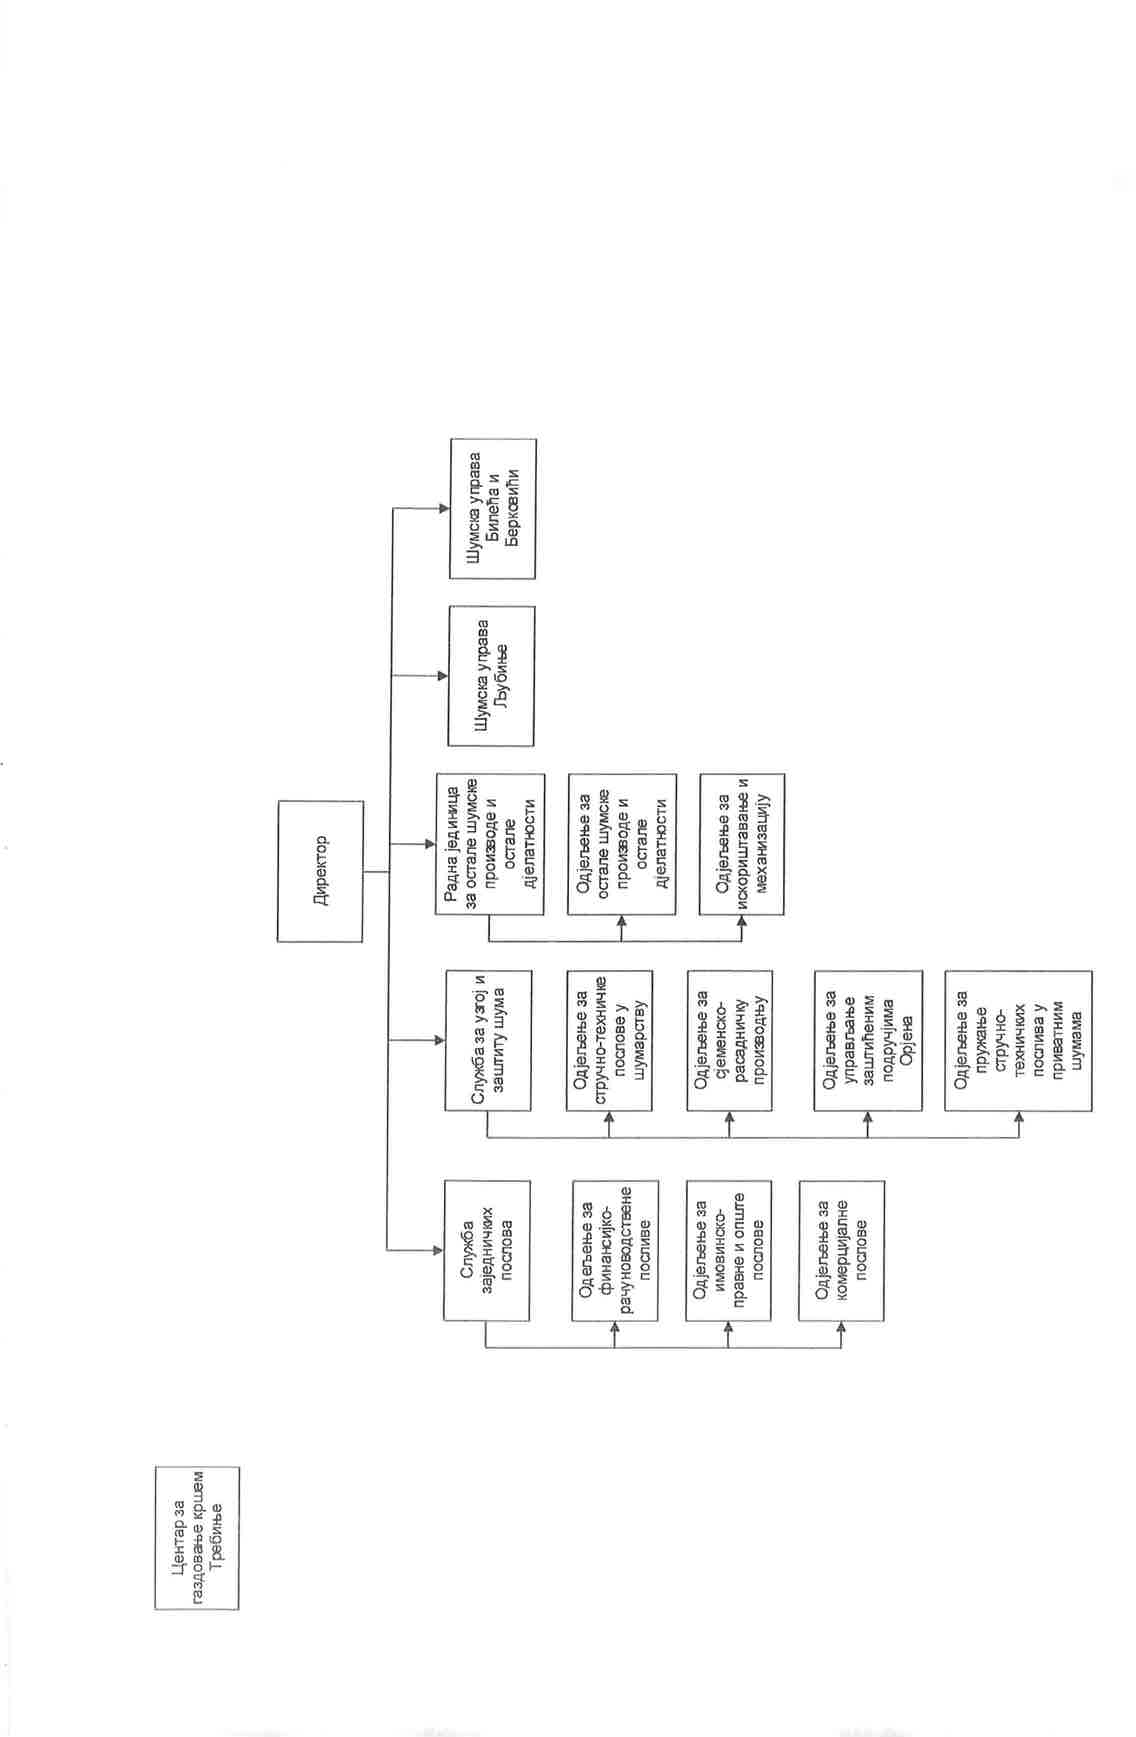 Центар за
газдовање кршем
Требиње
Директор
Служба
заједничких
послова
Одељење за
финансијко-
рачуноводствене
посливе
Одјељење за
имовинско-
правне и опште
послове
Одјељење за
комерцијалне
послове
Служба за узгој и
заштиту шума
Одјељење за
стручно-техничке
послове у
шумарству
Одјељење за
сјеменско-
расадничку
производњу
Одјељење за
управљање
заштићеним
подручјима
Орјена
Одјељење за
пружање
стручно-
техничких
послива у
приватним
шумама
Радна јединица
за остале шумске
производе и
остале
дјелатности
Одјељење за
остале шумске
производе и
остале
дјелатности
Одјељење за
искориштавање и
механизацију
Шумска управа
Љубиње
Шумска управа
Билећа и
Берковићи